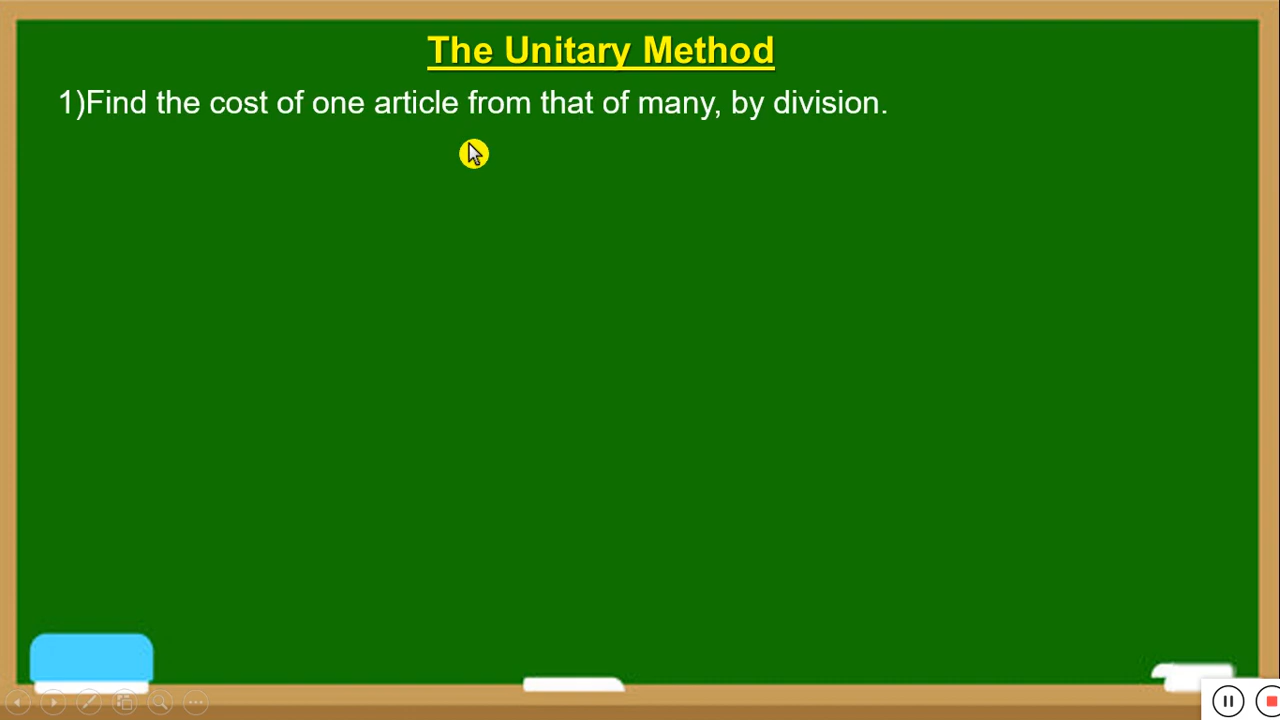 The Unitary Method
1)Find the cost of one article from that of many, by division.